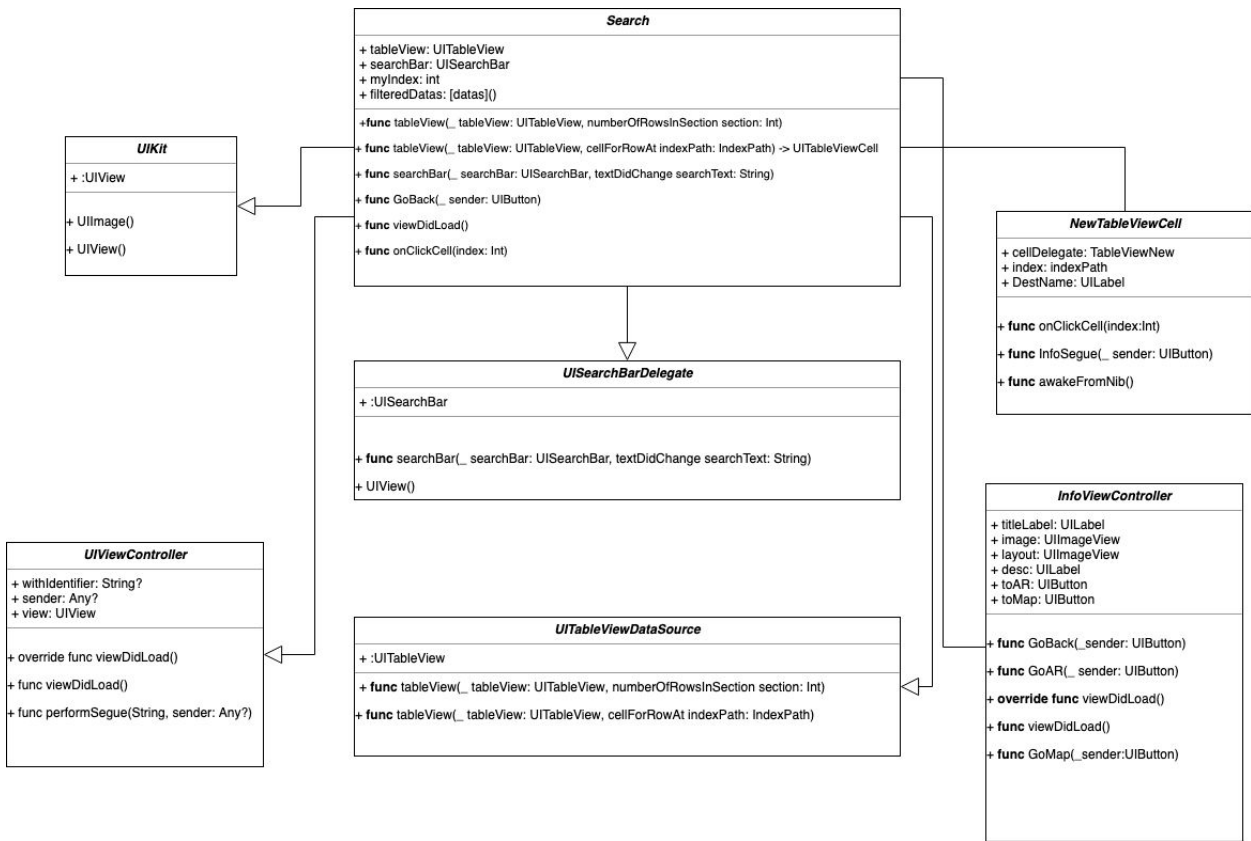 Search
+ tableView: UITableView
+ searchBar: UISearchBar
+ myIndex: int
+ filteredDatas: [datas]()
+func tableView(_ tableView: UITableView, numberOfRowsInSection section: Int)
+ func tableView(_ tableView: UITableView, cellForRowAt indexPath: IndexPath) -> UITableViewCell
+ func searchBar(_ searchBar: UISearchBar, textDidChange searchText: String)
+ func GoBack(_ sender: UIButton)
+ func viewDidLoad()
+ func onClickCell(index: Int)
UIKit
+ :UIView
+ UIImage()
+ UIView()
NewTableViewCell
+ cellDelegate: TableViewNew
+ index: indexPath
+ DestName: UILabel
+ func onClickCell(index:Int)
+ func InfoSegue(_ sender: UIButton)
+ func awakeFromNib()
UISearchBarDelegate
+ :UISearchBar
+ func searchBar(_ searchBar: UISearchBar, textDidChange searchText: String)
+ UIView()
InfoViewController
+ titleLabel: UILabel
+ image: UIImageView
+ layout: UIImageView
+ desc: UILabel
+ toAR: UIButton
+ toMap: UIButton
+ func GoBack(_sender: UIButton)
+ func GoAR(_ sender: UIButton)
+ override func viewDidLoad()
+ func viewDidLoad()
+ func GoMap(_sender:UIButton)
UIViewController
+ withIdentifier: String?
+ sender: Any?
+ view: UIView
+ override func viewDidLoad()
+ func viewDidLoad()
+ func performSegue(String, sender: Any?)
UITableViewDataSource
+ :UITableView
+ func tableView(_ tableView: UITableView, numberOfRowsInSection section: Int)
+ func tableView(_ tableView: UITableView, cellForRowAt indexPath: IndexPath)